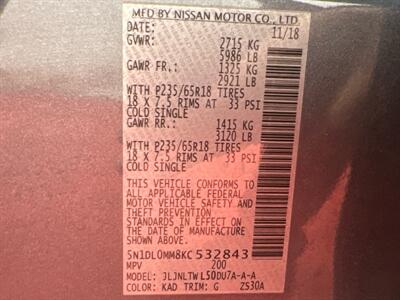 MFD BY NISSAN MOTOR CO., LTD
DATE: 11/18
GVWR: 2715 KG
5986 LB
GAWR FR.: 1325 KG
2921 LB
WITH P235/65R18 TIRES
18 X 7.5 RIMS AT 33 PSI
COLD SINGLE
GAWR RR.: 1415 KG
3120 LB
WITH P235/65R18 TIRES
18 X 7.5 RIMS AT 33 PSI
COLD SINGLE
THIS VEHICLE CONFORMS TO
ALL APPLICABLE FEDERAL
MOTOR VEHICLE SAFETY
STANDARDS IN EFFECT ON
THE DATE OF MANUFACTURE
SHOWN ABOVE.
5N1DL0MM8KC532843
MPV 200
MODEL: JLJNLTWL50DU7A-A-A
COLOR: KAD TRIM: G ZS30A